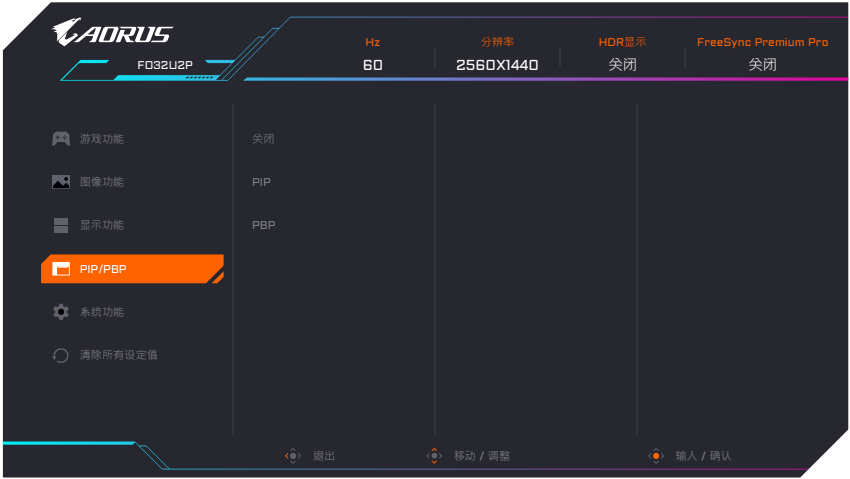 AORUS
FO32U2P
Hz
60
分辨率
2560X1440
HDR显示
关闭
FreeSync Premium Pro
关闭
游戏功能
图像功能
显示功能
PIP/PBP
系统功能
清除所有设定值
关闭
PIP
PBP
退出
移动 / 调整
输入 / 确认